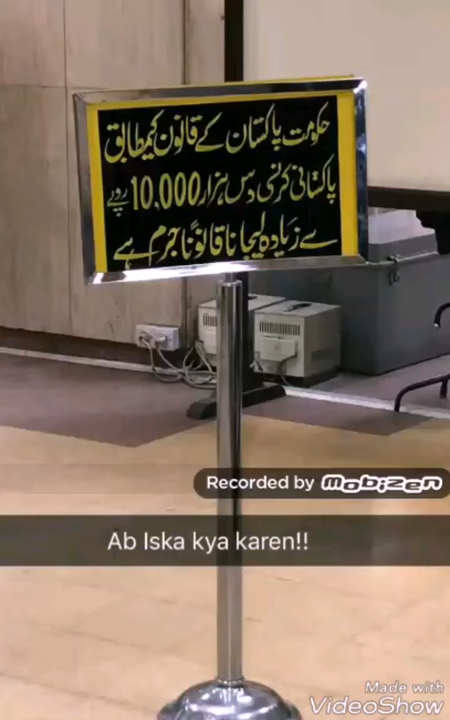 حکومت پاکستان کے قانون کیمطابق
پاکستانی کرنسی دس ہزار 10,000 روپے
سے زیادہ لیجانا قانوناً جرم ہے
Recorded by mobizen
Ab Iska kya karen!!
Made with
VideoShow